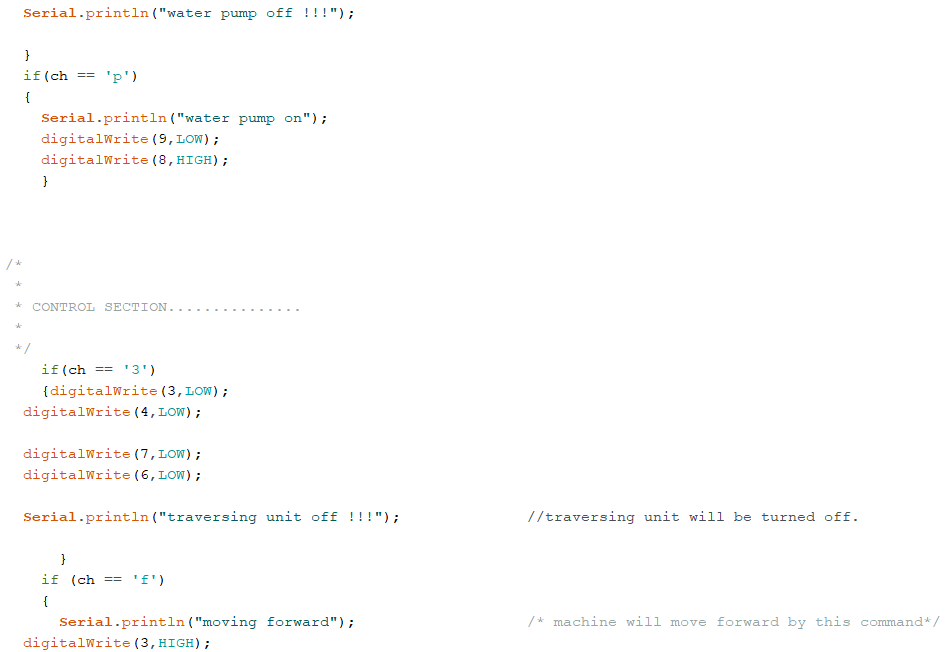 Serial.println("water pump off !!!");
}
if(ch == 'p')
{
Serial.println("water pump on");
digitalWrite(9,LOW);
digitalWrite(8,HIGH);
}
/*
*
* CONTROL SECTION...............
*
*/
if(ch == '3')
{digitalWrite(3,LOW);
digitalWrite(4,LOW);
digitalWrite(7,LOW);
digitalWrite(6,LOW);
Serial.println("traversing unit off !!!"); //traversing unit will be turned off.
}
if (ch == 'f')
{
Serial.println("moving forward"); /* machine will move forward by this command*/
digitalWrite(3,HIGH);